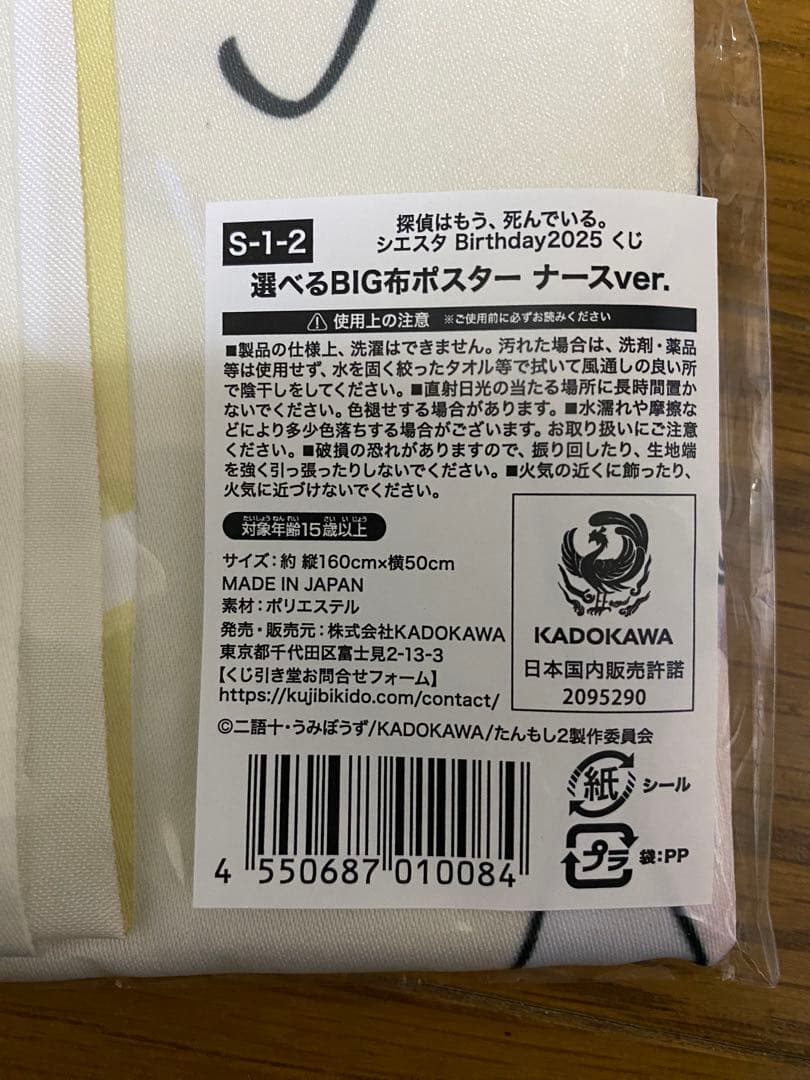 S-1-2
探偵はもう、死んでいる。
シエスタ Birthday2025 くじ
選べるBIG布ポスター ナースver.
⚠ 使用上の注意 ※ご使用前に必ずお読みください
■製品の仕様上、洗濯はできません。汚れた場合は、洗剤・薬品
等は使用せず、水を固く絞ったタオル等で拭いて風通しの良い所
で陰干しをしてください。■直射日光の当たる場所に長時間置か
ないでください。色褪せする場合があります。■水濡れや摩擦な
どにより多少色落ちする場合がございます。お取り扱いにご注意
ください。■破損の恐れがありますので、振り回したり、生地端
を強く引っ張ったりしないでください。■火気の近くに飾ったり、
火気に近づけないでください。
たいしょうねんれい さいいじょう
対象年齢15歳以上
サイズ：約 縦160cm×横50cm
MADE IN JAPAN
素材：ポリエステル
発売・販売元：株式会社KADOKAWA
東京都千代田区富士見2-13-3
【くじ引き堂お問合せフォーム】
https://kujibikido.com/contact/
KADOKAWA
日本国内販売許諾
2095290
©二語十・うみぼうず/KADOKAWA/たんもし2製作委員会
4 550687 010084
紙 シール
プラ 袋：PP